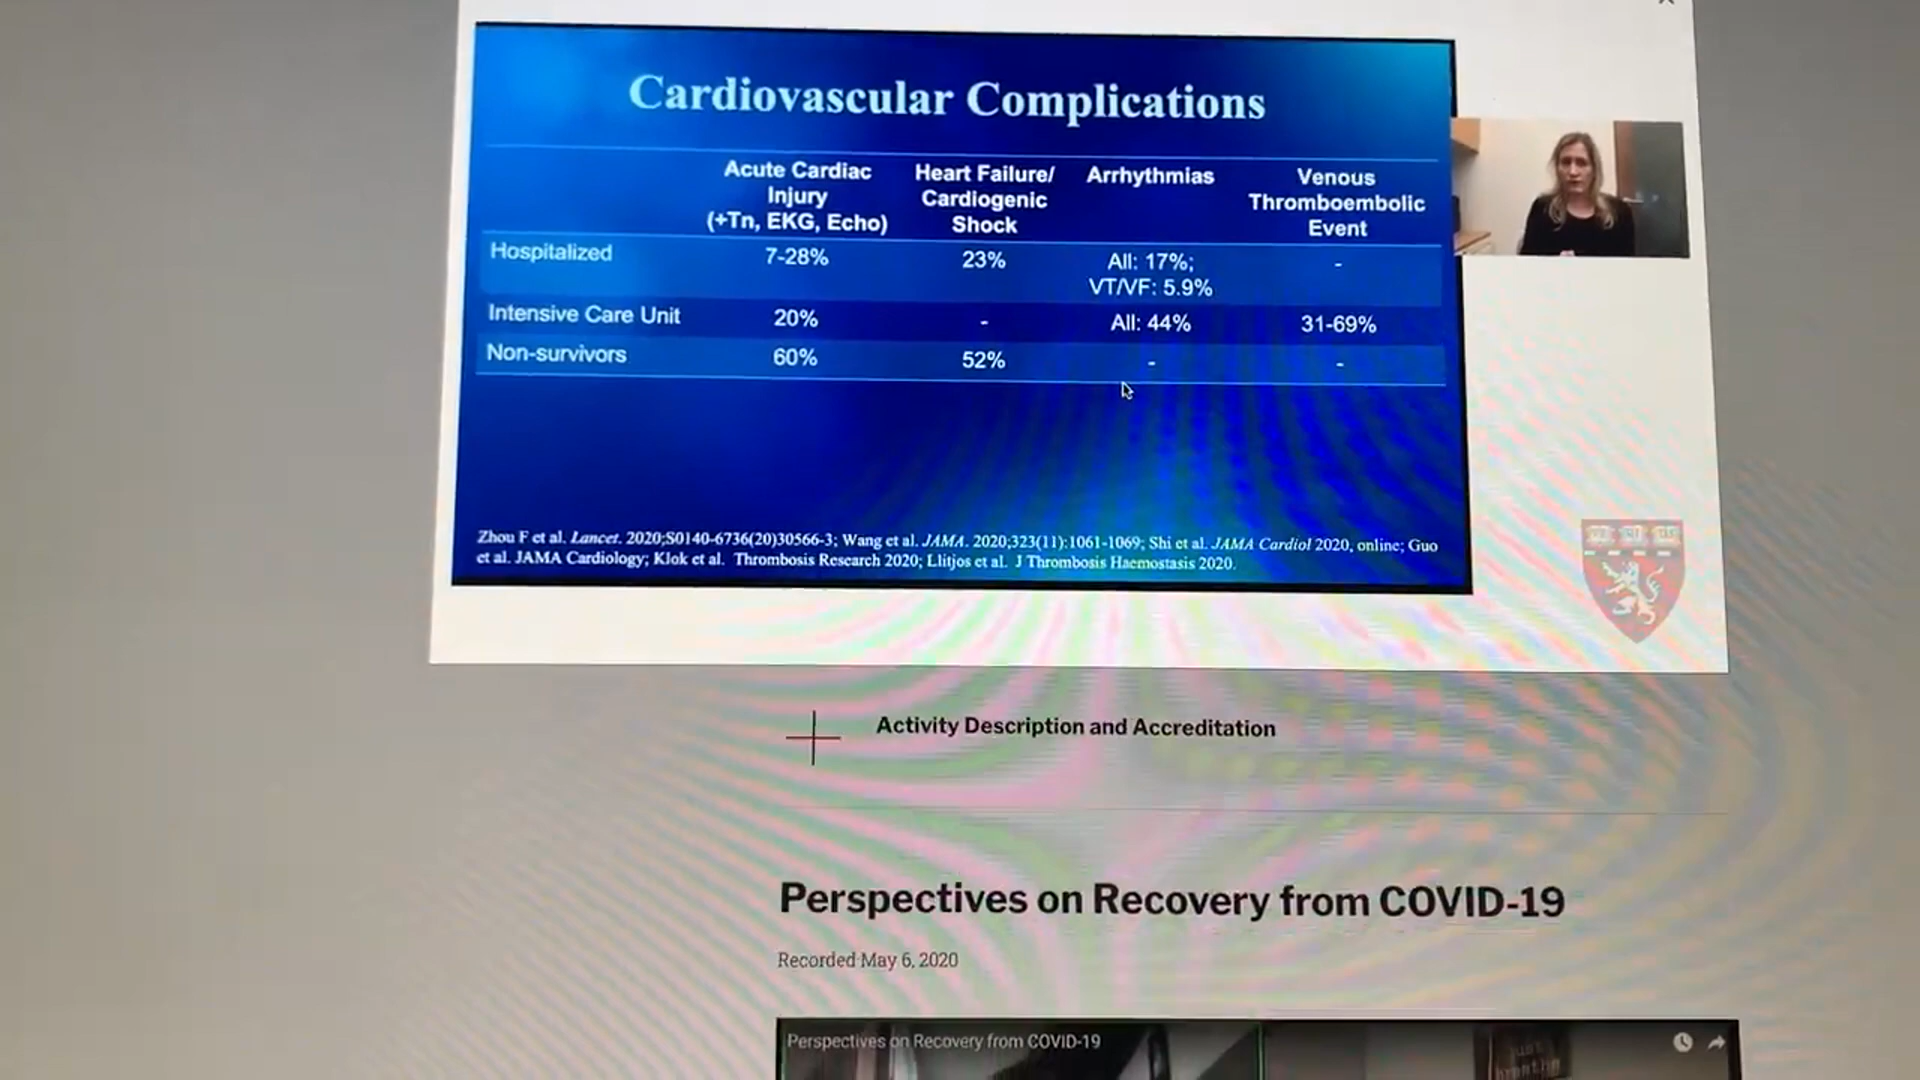 Cardiovascular Complications
Acute Cardiac Injury (+Tn, EKG, Echo)
Heart Failure/ Cardiogenic Shock
Arrhythmias
Venous Thromboembolic Event
Hospitalized 7-28% 23% All: 17%; VT/VF: 5.9% -
Intensive Care Unit 20% - All: 44% 31-69%
Non-survivors 60% 52% - -
Zhou F et al. Lancet. 2020;S0140-6736(20)30566-3; Wang et al. JAMA. 2020;323(11):1061-1069; Shi et al. JAMA Cardiol 2020, online; Guo
et al. JAMA Cardiology; Klok et al. Thrombosis Research 2020; Llitjos et al. J Thrombosis Haemostasis 2020.
Activity Description and Accreditation
Perspectives on Recovery from COVID-19
Recorded May 6, 2020
Perspectives on Recovery from COVID-19